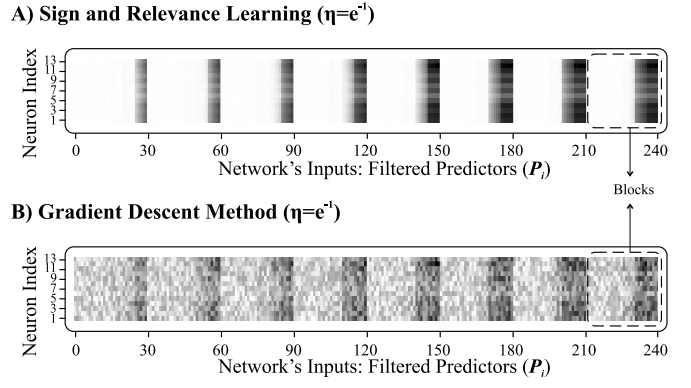 A) Sign and Relevance Learning (η=e⁻¹)
Neuron Index
13
11
9
7
5
3
1
0 30 60 90 120 150 180 210 240
Network's Inputs: Filtered Predictors (Pᵢ)
Blocks
B) Gradient Descent Method (η=e⁻¹)
Neuron Index
13
11
9
7
5
3
1
0 30 60 90 120 150 180 210 240
Network's Inputs: Filtered Predictors (Pᵢ)